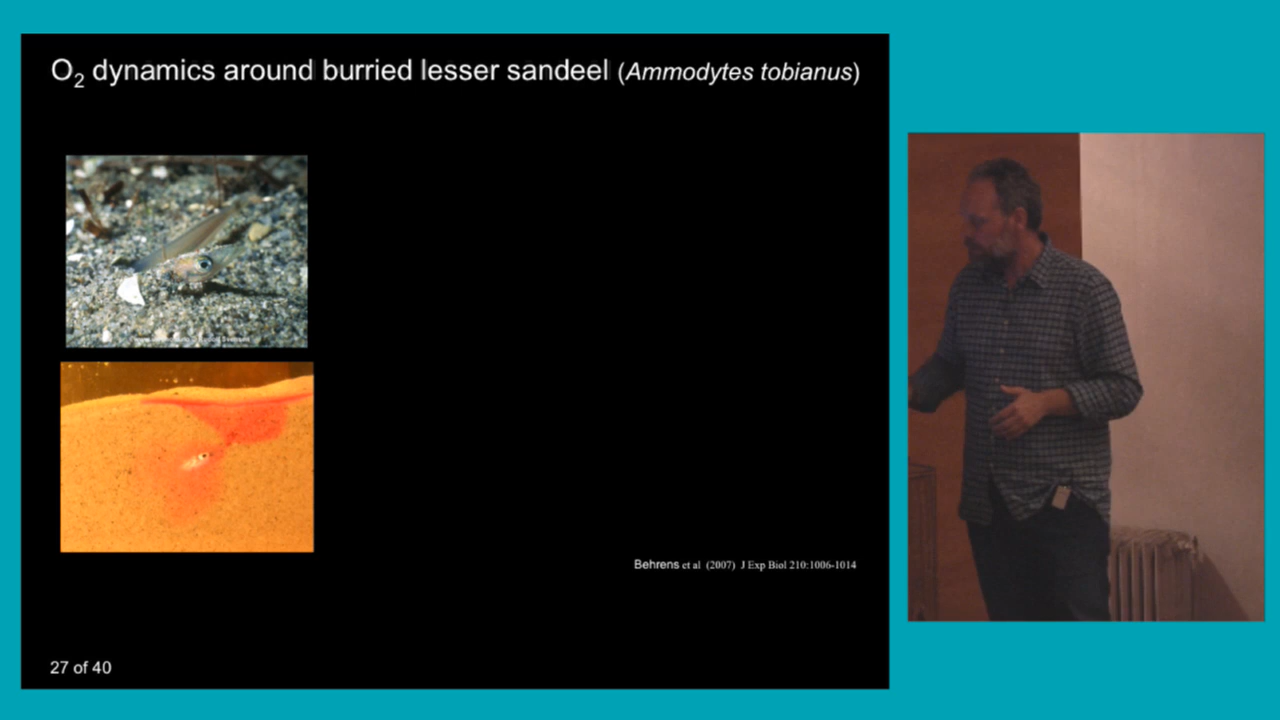 O2 dynamics around burried lesser sandeel (Ammodytes tobianus)
Behrens et al (2007) J Exp Biol 210:1006-1014
27 of 40